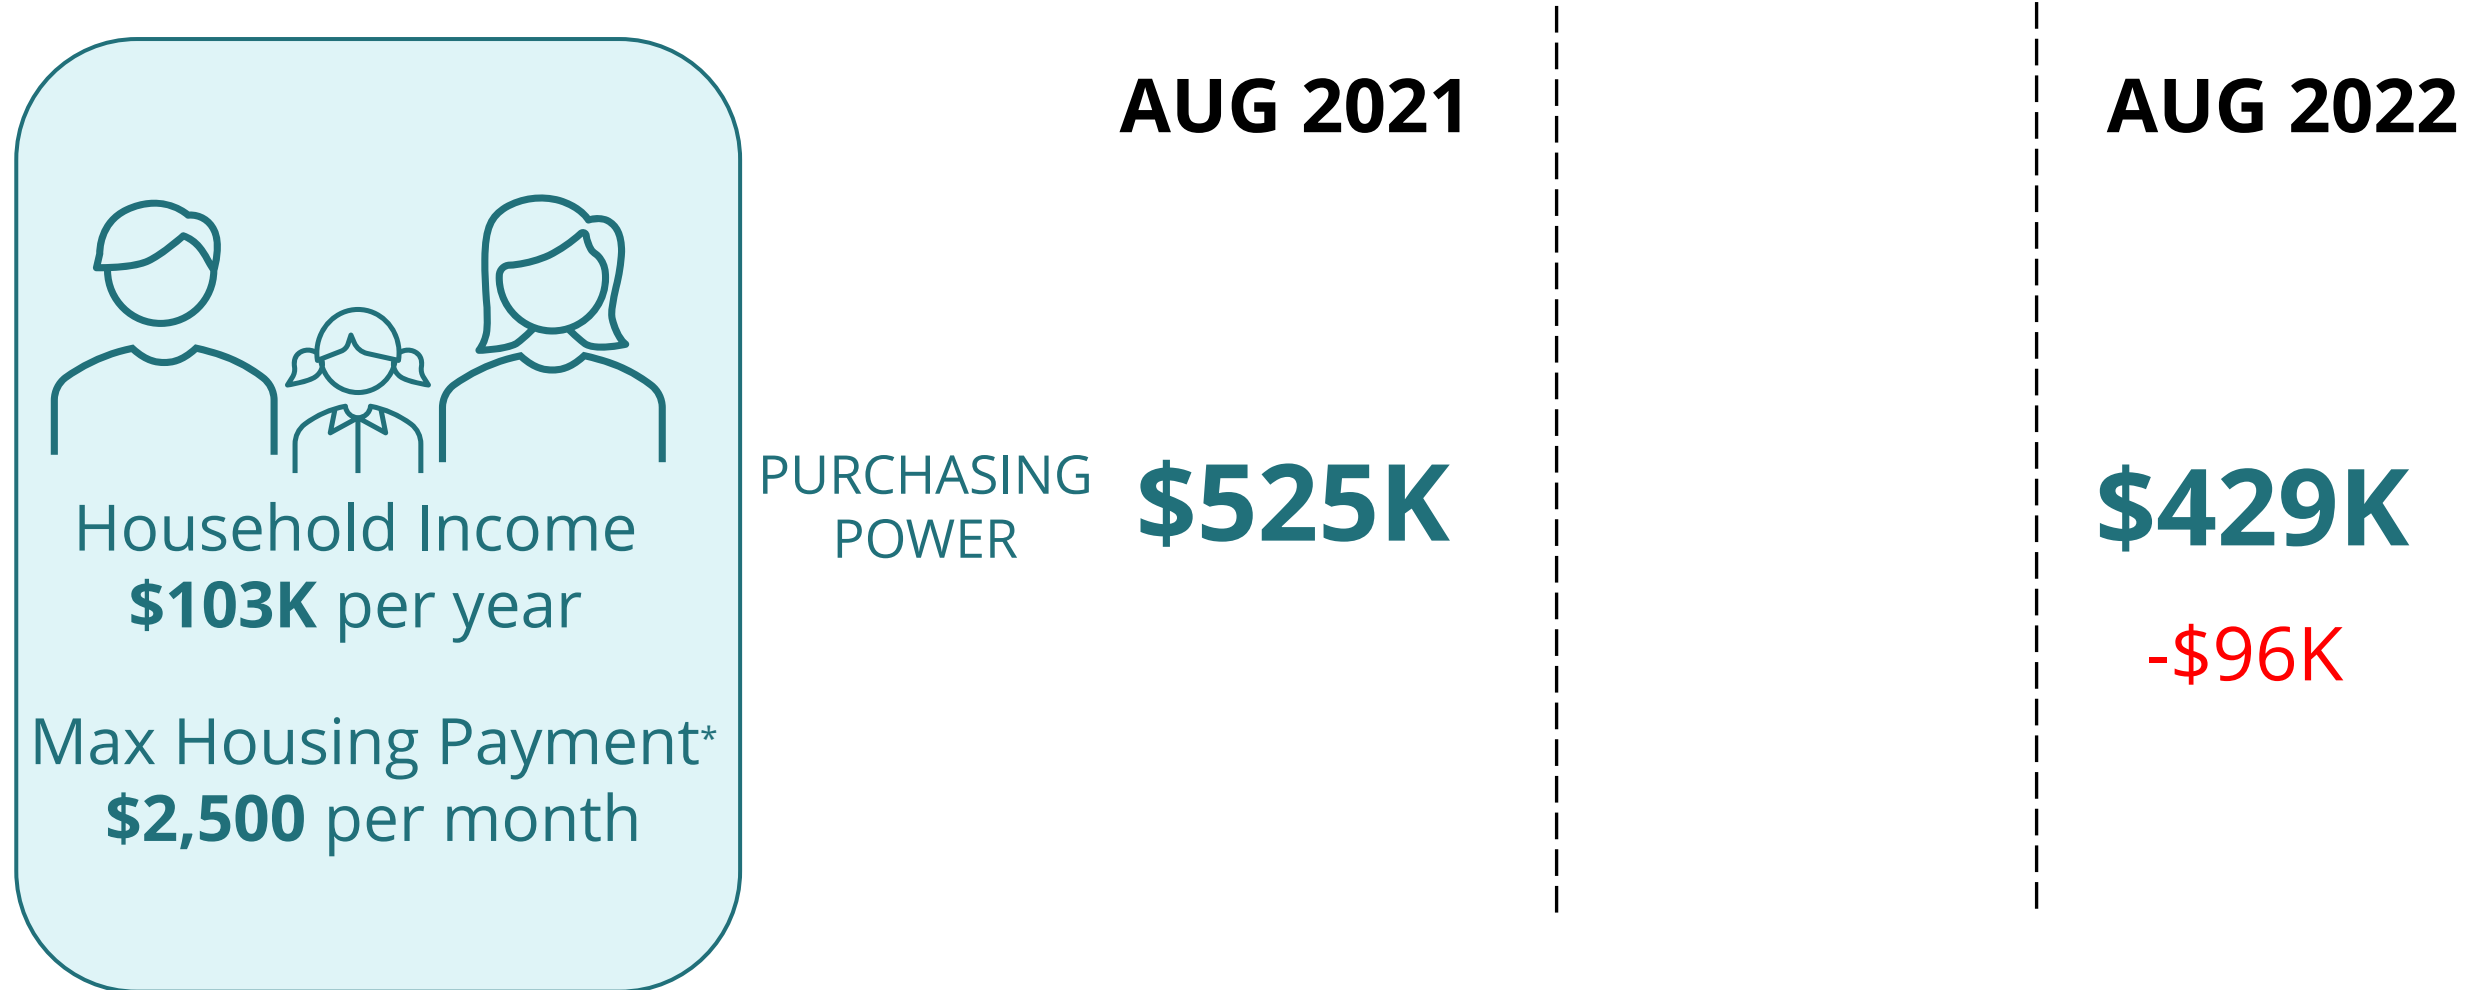 Household Income
$103K per year
Max Housing Payment*
$2,500 per month
AUG 2021
AUG 2022
PURCHASING
POWER
$525K
$429K
-$96K